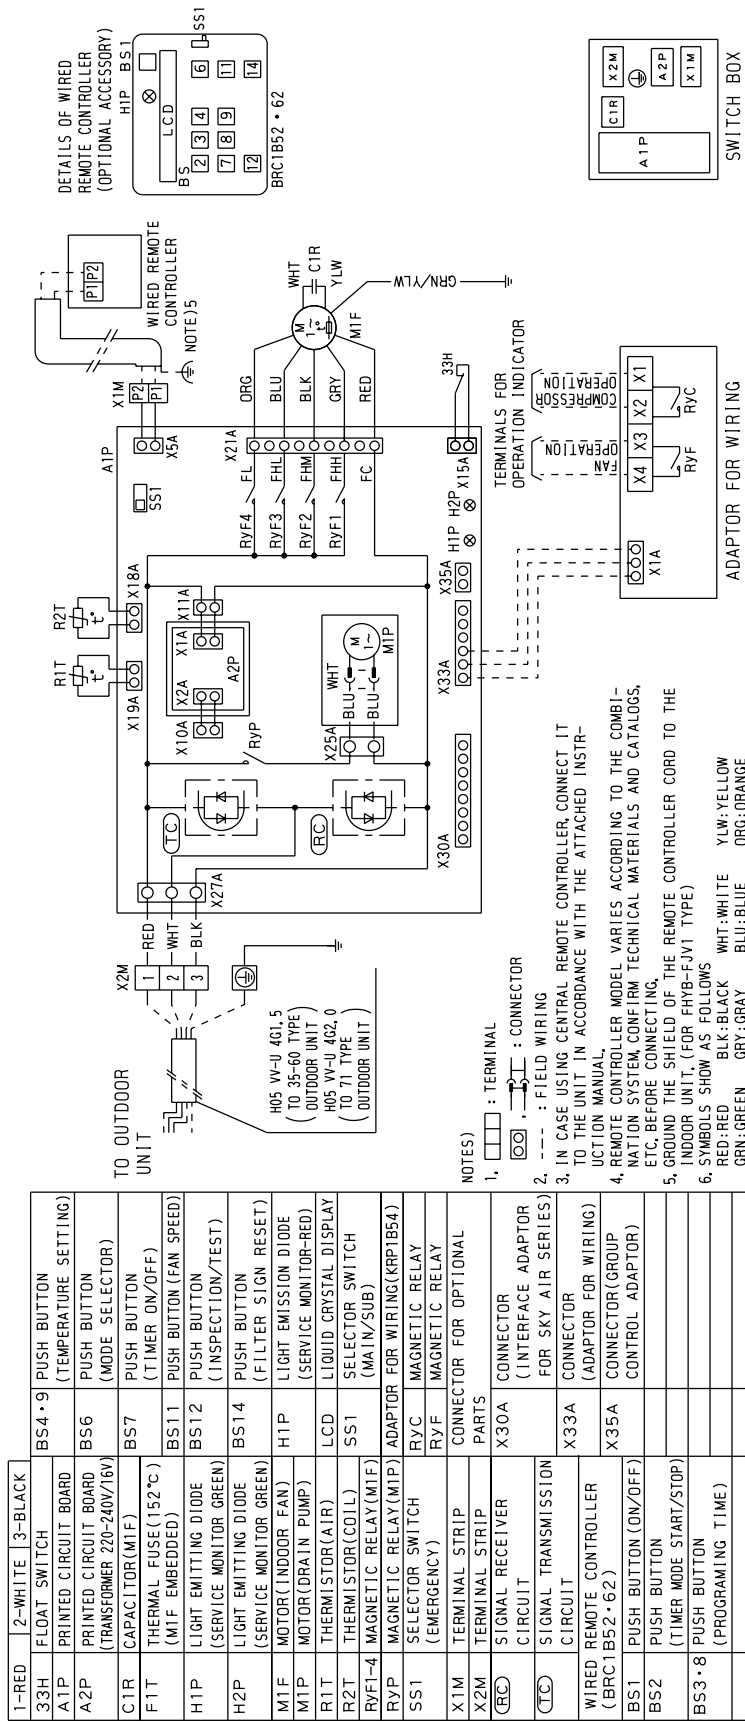 DETAILS OF WIRED
REMOTE CONTROLLER
(OPTIONAL ACCESSORY)
H1P BS1
SS1
LCD
BS
2 3 4 6
7 8 9 11
12 14
BRC1B52・62
C1R X2M
A2P
A1P X1M
SWITCH BOX
P1 P2
WIRED REMOTE
CONTROLLER
NOTE)5
X1M
P2 P1
A1P
X5A
SS1
R2T
t°
X18A
R1T
t°
X19A
X11A
X1A
A2P
X2A
X10A
RyP
WHT
BLU
BLU
M
1~
M1P
X25A
TC
RC
X27A
X30A
X33A
X35A
H1P H2P
X15A
33H
X21A
RyF4 FL ORG
RyF3 FHL BLU
RyF2 FHM BLK
RyF1 FHH GRY
FC RED
M
1~ t°
M1F
WHT
C1R
YLW
GRN/YLW
TERMINALS FOR
OPERATION INDICATOR
FAN
OPERATION
COMPRESSOR
OPERATION
X4 X3 X2 X1
RyF RyC
X1A
ADAPTOR FOR WIRING
X2M
1 RED
2 WHT
3 BLK
TO OUTDOOR
UNIT
H05 VV-U 4G1.5
(TO 35-60 TYPE
OUTDOOR UNIT)
H05 VV-U 4G2.0
(TO 71 TYPE
OUTDOOR UNIT)
NOTES)
1. : TERMINAL
, : CONNECTOR
2. ---- : FIELD WIRING
3. IN CASE USING CENTRAL REMOTE CONTROLLER, CONNECT IT
TO THE UNIT IN ACCORDANCE WITH THE ATTACHED INSTR-
UCTION MANUAL.
4. REMOTE CONTROLLER MODEL VARIES ACCORDING TO THE COMBI-
NATION SYSTEM, CONFIRM TECHNICAL MATERIALS AND CATALOGS,
ETC. BEFORE CONNECTING.
5. GROUND THE SHIELD OF THE REMOTE CONTROLLER CORD TO THE
INDOOR UNIT. (FOR FHYB-FJV1 TYPE)
6. SYMBOLS SHOW AS FOLLOWS
RED:RED BLK:BLACK WHT:WHITE YLW:YELLOW
GRN:GREEN GRY:GRAY BLU:BLUE ORG:ORANGE
1-RED 2-WHITE 3-BLACK
33H FLOAT SWITCH
A1P PRINTED CIRCUIT BOARD
A2P PRINTED CIRCUIT BOARD
(TRANSFORMER 220-240V/16V)
C1R CAPACITOR(M1F)
F1T THERMAL FUSE(152°C)
(M1F EMBEDDED)
H1P LIGHT EMITTING DIODE
(SERVICE MONITOR GREEN)
H2P LIGHT EMITTING DIODE
(SERVICE MONITOR GREEN)
M1F MOTOR(INDOOR FAN)
M1P MOTOR(DRAIN PUMP)
R1T THERMISTOR(AIR)
R2T THERMISTOR(COIL)
RyF1-4 MAGNETIC RELAY(M1F)
RyP MAGNETIC RELAY(M1P)
SS1 SELECTOR SWITCH
(EMERGENCY)
X1M TERMINAL STRIP
X2M TERMINAL STRIP
RC SIGNAL RECEIVER
CIRCUIT
TC SIGNAL TRANSMISSION
CIRCUIT
WIRED REMOTE CONTROLLER
(BRC1B52・62)
BS1 PUSH BUTTON(ON/OFF)
BS2 PUSH BUTTON
(TIMER MODE START/STOP)
BS3・8 PUSH BUTTON
(PROGRAMING TIME)
BS4・9 PUSH BUTTON
(TEMPERATURE SETTING)
BS6 PUSH BUTTON
(MODE SELECTOR)
BS7 PUSH BUTTON
(TIMER ON/OFF)
BS11 PUSH BUTTON(FAN SPEED)
BS12 PUSH BUTTON
(INSPECTION/TEST)
BS14 PUSH BUTTON
(FILTER SIGN RESET)
H1P LIGHT EMISSION DIODE
(SERVICE MONITOR-RED)
LCD LIQUID CRYSTAL DISPLAY
SS1 SELECTOR SWITCH
(MAIN/SUB)
ADAPTOR FOR WIRING(KRP1B54)
RyC MAGNETIC RELAY
RyF MAGNETIC RELAY
CONNECTOR FOR OPTIONAL
PARTS
X30A CONNECTOR
(INTERFACE ADAPTOR
FOR SKY AIR SERIES)
X33A CONNECTOR
(ADAPTOR FOR WIRING)
X35A CONNECTOR(GROUP
CONTROL ADAPTOR)